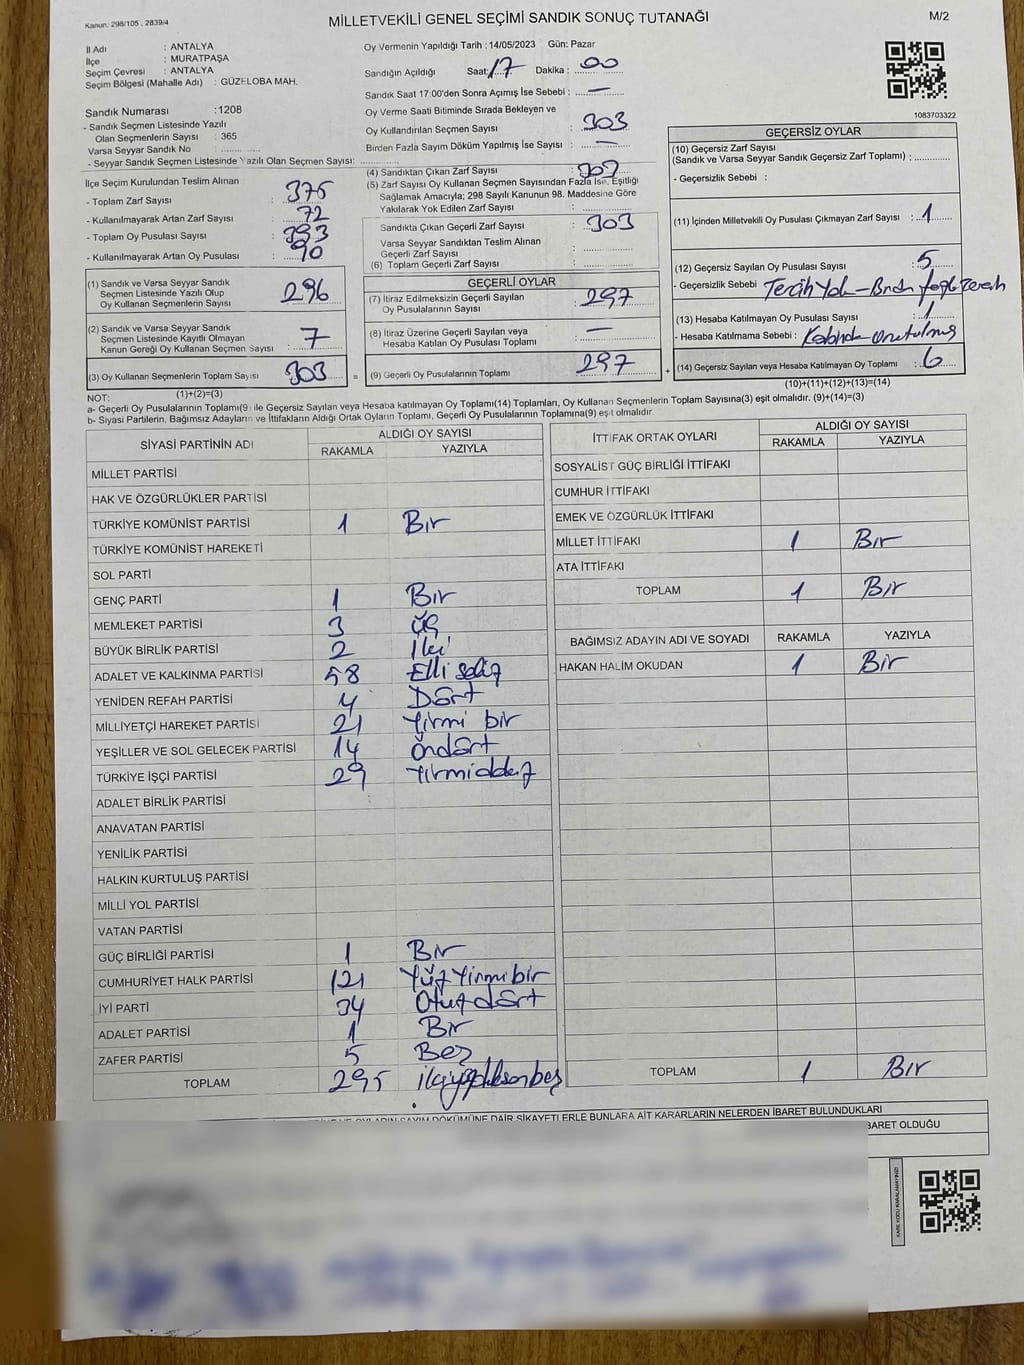 Kanun: 298/105 , 2839/4
MİLLETVEKİLİ GENEL SEÇİMİ SANDIK SONUÇ TUTANAĞI
M/2
İl Adı : ANTALYA
İlçe : MURATPAŞA
Seçim Çevresi : ANTALYA
Seçim Bölgesi (Mahalle Adı) : GÜZELOBA MAH.
Sandık Numarası : 1208
- Sandık Seçmen Listesinde Yazılı
Olan Seçmenlerin Sayısı : 365
Varsa Seyyar Sandık No :
- Seyyar Sandık Seçmen Listesinde Yazılı Olan Seçmen Sayısı:
Oy Vermenin Yapıldığı Tarih : 14/05/2023 Gün: Pazar
Sandığın Açıldığı Saat: 17 Dakika : 00
Sandık Saat 17:00'den Sonra Açımış İse Sebebi : —
Oy Verme Saati Bitiminde Sırada Bekleyen ve
Oy Kullandırılan Seçmen Sayısı : 303
Birden Fazla Sayım Döküm Yapılmış İse Sayısı : —
1083703322
İlçe Seçim Kurulundan Teslim Alınan
- Toplam Zarf Sayısı : 375
- Kullanılmayarak Artan Zarf Sayısı : 72
- Toplam Oy Pusulası Sayısı : 393
- Kullanılmayarak Artan Oy Pusulası : 90
(4) Sandıktan Çıkan Zarf Sayısı : 303
(5) Zarf Sayısı Oy Kullanan Seçmen Sayısından Fazla İse, Eşitliği
Sağlamak Amacıyla; 298 Sayılı Kanunun 98. Maddesine Göre
Yakılarak Yok Edilen Zarf Sayısı :
Sandıkta Çıkan Geçerli Zarf Sayısı : 303
Varsa Seyyar Sandıktan Teslim Alınan
Geçerli Zarf Sayısı :
(6) Toplam Geçerli Zarf Sayısı :
GEÇERSİZ OYLAR
(10) Geçersiz Zarf Sayısı
(Sandık ve Varsa Seyyar Sandık Geçersiz Zarf Toplamı) :
- Geçersizlik Sebebi :
(11) İçinden Milletvekili Oy Pusulası Çıkmayan Zarf Sayısı : 1
(12) Geçersiz Sayılan Oy Pusulası Sayısı : 5
- Geçersizlik Sebebi Tercih Yok - Birden fazla tercih
(13) Hesaba Katılmayan Oy Pusulası Sayısı : 1
- Hesaba Katılmama Sebebi : Kabinde unutulmuş
(14) Geçersiz Sayılan veya Hesaba Katılmayan Oy Toplamı : 6
(10)+(11)+(12)+(13)=(14)
(1) Sandık ve Varsa Seyyar Sandık
Seçmen Listesinde Yazılı Olup
Oy Kullanan Seçmenlerin Sayısı : 296
(2) Sandık ve Varsa Seyyar Sandık
Seçmen Listesinde Kayıtlı Olmayan
Kanun Gereği Oy Kullanan Seçmen Sayısı : 7
(3) Oy Kullanan Seçmenlerin Toplam Sayısı : 303 =
(1)+(2)=(3)
GEÇERLİ OYLAR
(7) İtiraz Edilmeksizin Geçerli Sayılan
Oy Pusulalarının Sayısı : 297
(8) İtiraz Üzerine Geçerli Sayılan veya
Hesaba Katılan Oy Pusulası Toplamı : —
(9) Geçerli Oy Pusulalarının Toplamı : 297 +
NOT:
a- Geçerli Oy Pusulalarının Toplamı(9) ile Geçersiz Sayılan veya Hesaba katılmayan Oy Toplamı(14) Toplamları, Oy Kullanan Seçmenlerin Toplam Sayısına(3) eşit olmalıdır. (9)+(14)=(3)
b- Siyasi Partilerin, Bağımsız Adayların ve İttifakların Aldığı Ortak Oyların Toplamı, Geçerli Oy Pusulalarının Toplamına(9) eşit olmalıdır.
SİYASİ PARTİNİN ADI
ALDIĞI OY SAYISI
RAKAMLA YAZIYLA
MİLLET PARTİSİ
HAK VE ÖZGÜRLÜKLER PARTİSİ
TÜRKİYE KOMÜNİST PARTİSİ 1 Bir
TÜRKİYE KOMÜNİST HAREKETİ
SOL PARTİ
GENÇ PARTİ 1 Bir
MEMLEKET PARTİSİ 3 üç
BÜYÜK BİRLİK PARTİSİ 2 İki
ADALET VE KALKINMA PARTİSİ 58 Elli sekiz
YENİDEN REFAH PARTİSİ 4 Dört
MİLLİYETÇİ HAREKET PARTİSİ 21 Yirmi bir
YEŞİLLER VE SOL GELECEK PARTİSİ 14 Ondört
TÜRKİYE İŞÇİ PARTİSİ 29 Yirmidokuz
ADALET BİRLİK PARTİSİ
ANAVATAN PARTİSİ
YENİLİK PARTİSİ
HALKIN KURTULUŞ PARTİSİ
MİLLİ YOL PARTİSİ
VATAN PARTİSİ
GÜÇ BİRLİĞİ PARTİSİ 1 Bir
CUMHURİYET HALK PARTİSİ 121 Yüz Yirmi bir
İYİ PARTİ 34 Otuz dört
ADALET PARTİSİ 1 Bir
ZAFER PARTİSİ 5 Beş
TOPLAM 295 ikiyüzdoksanbeş
İTTİFAK ORTAK OYLARI
ALDIĞI OY SAYISI
RAKAMLA YAZIYLA
SOSYALİST GÜÇ BİRLİĞİ İTTİFAKI
CUMHUR İTTİFAKI
EMEK VE ÖZGÜRLÜK İTTİFAKI
MİLLET İTTİFAKI 1 Bir
ATA İTTİFAKI
TOPLAM 1 Bir
BAĞIMSIZ ADAYIN ADI VE SOYADI RAKAMLA YAZIYLA
HAKAN HALİM OKUDAN 1 Bir
TOPLAM 1 Bir
OYLARIN SAYIM DÖKÜMÜNE DAİR ŞİKAYETLERLE BUNLARA AİT KARARLARIN NELERDEN İBARET BULUNDUKLARI
BARET OLDUĞU
KARE KODU KARALAMAYINIZ!